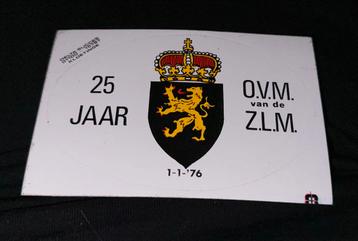 25
JAAR
O.V.M.
van de
Z.L.M.
1-1-'76